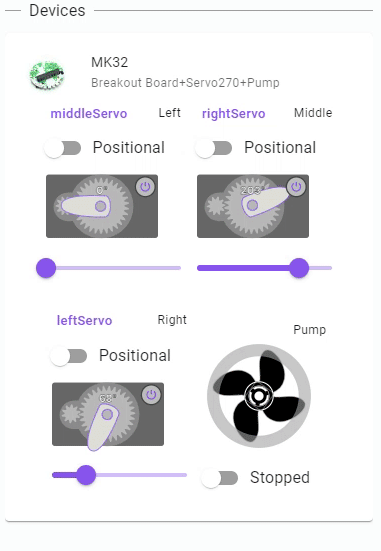 Devices
MK32
Breakout Board+Servo270+Pump
middleServo Left rightServo Middle
Positional Positional
0° 203°
leftServo Right
Pump
Positional
68°
Stopped